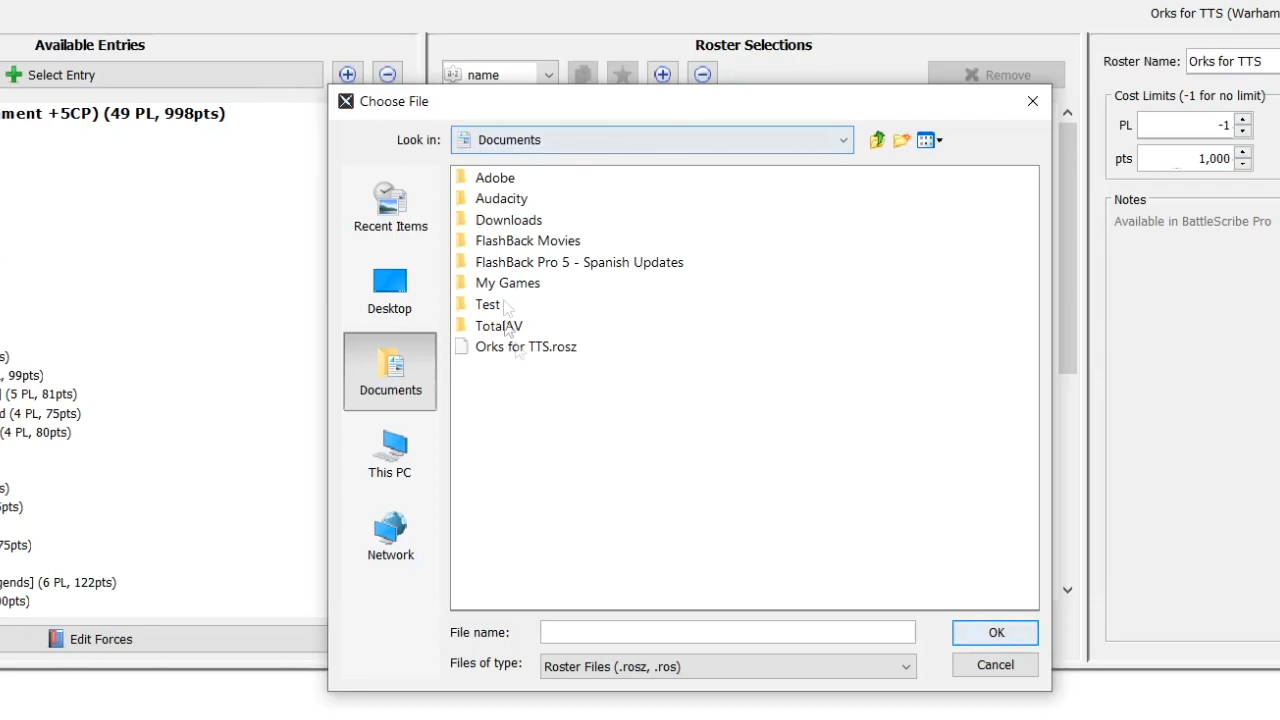 Orks for TTS (Warham
Available Entries
Roster Selections
Select Entry
name
Remove
Roster Name: Orks for TTS
Cost Limits (-1 for no limit)
PL -1
pts 1,000
Notes
Available in BattleScribe Pro
ment +5CP) (49 PL, 998pts)
s)
, 99pts)
] (5 PL, 81pts)
d (4 PL, 75pts)
(4 PL, 80pts)
s)
5pts)
75pts)
gends] (6 PL, 122pts)
00pts)
Edit Forces
Choose File
Look in: Documents
Recent Items
Desktop
Documents
This PC
Network
Adobe
Audacity
Downloads
FlashBack Movies
FlashBack Pro 5 - Spanish Updates
My Games
Test
TotalAV
Orks for TTS.rosz
File name:
OK
Files of type: Roster Files (.rosz, .ros)
Cancel